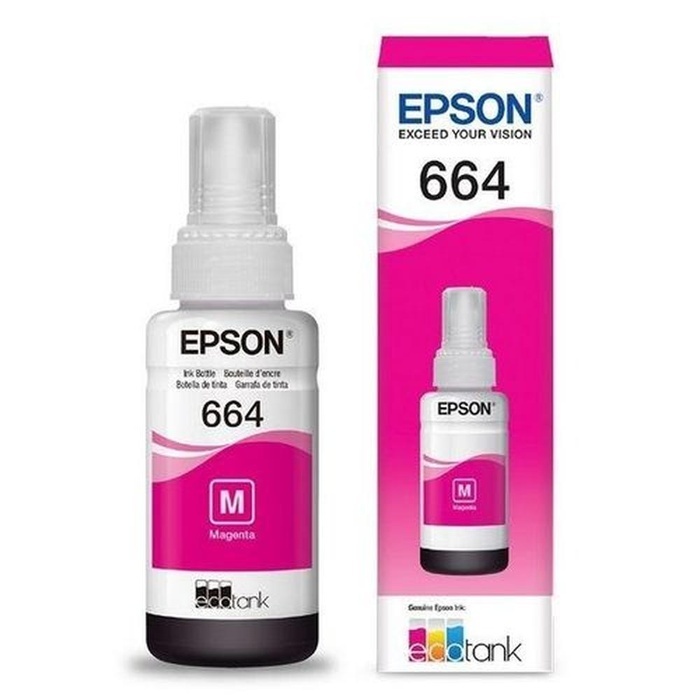 EPSON®
Ink Bottle Bouteille d'encre
Botella de tinta Garrafa de tinta
664
M
Magenta
ecotank
EPSON®
EXCEED YOUR VISION
664
EPSON
M
Magenta
Genuine Epson Ink:
ecotank